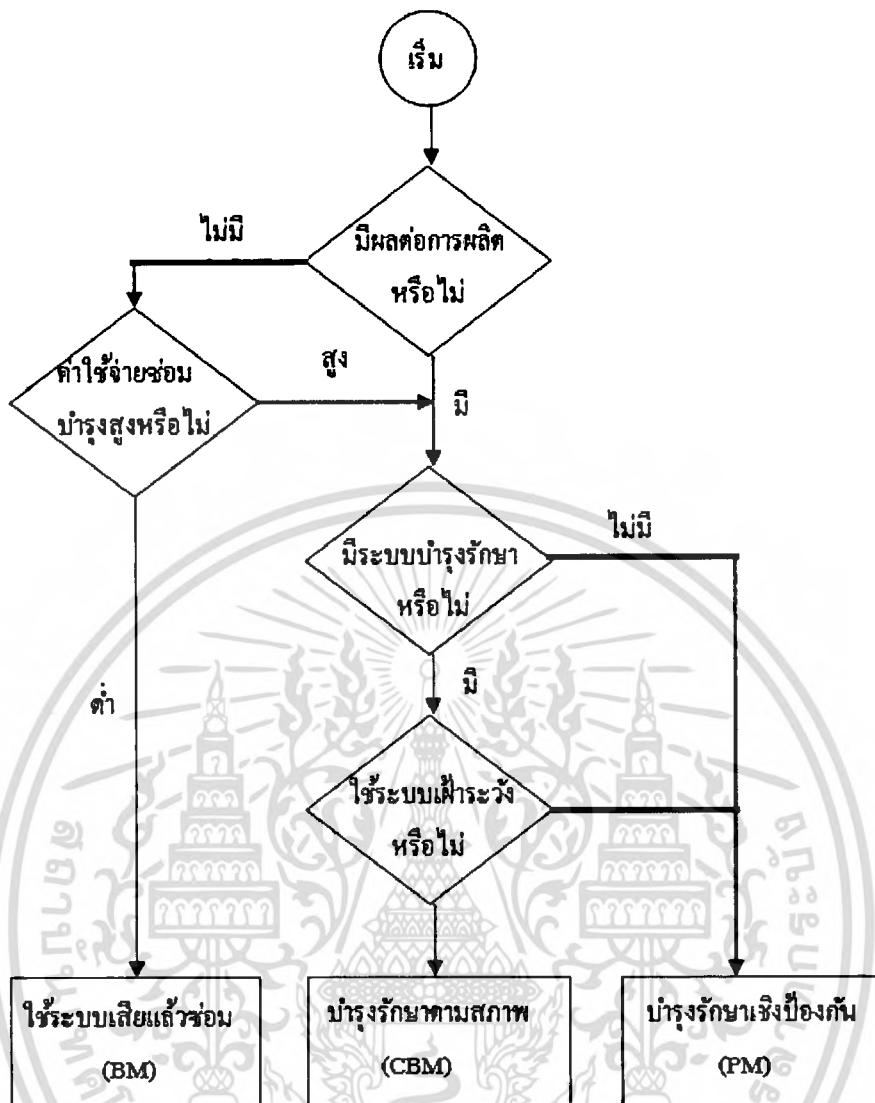 เริ่ม
มีผลต่อการผลิต
หรือไม่
ไม่มี
ค่าใช้จ่ายซ่อม
บำรุงสูงหรือไม่
สูง
มี
มีระบบบำรุงรักษา
หรือไม่
ไม่มี
มี
ต่ำ
ใช้ระบบเฝ้าระวัง
หรือไม่
ใช้ระบบเสียแล้วซ่อม
(BM)
บำรุงรักษาตามสภาพ
(CBM)
บำรุงรักษาเชิงป้องกัน
(PM)